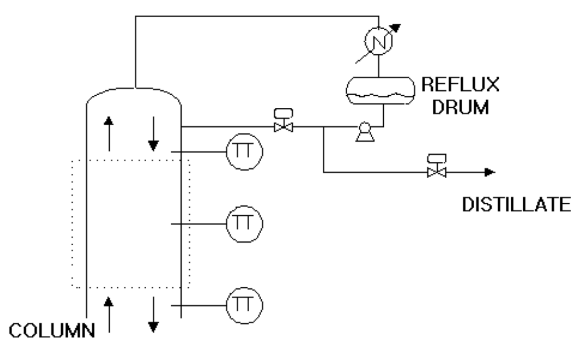 N
REFLUX
DRUM
TT
TT
DISTILLATE
TT
COLUMN